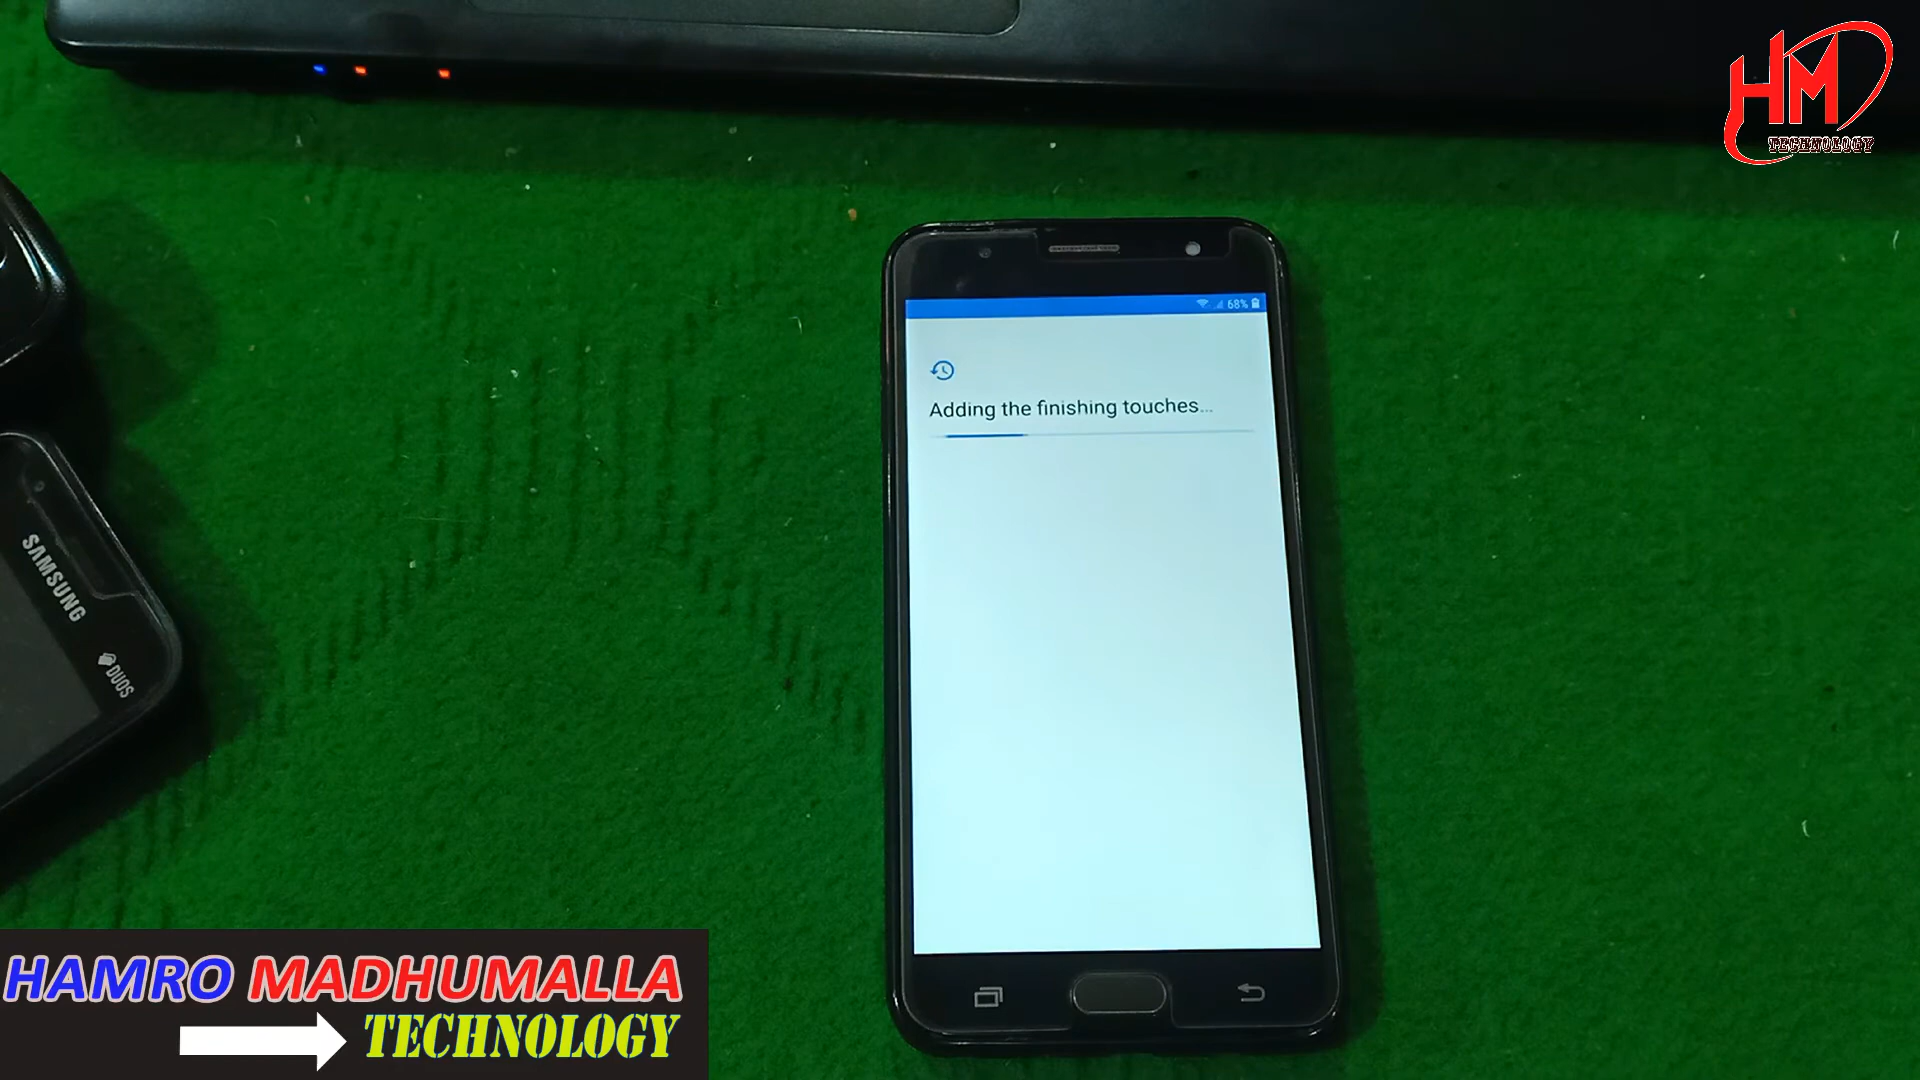 HM
TECHNOLOGY
68%
Adding the finishing touches...
SAMSUNG
DUOS
HAMRO MADHUMALLA
TECHNOLOGY